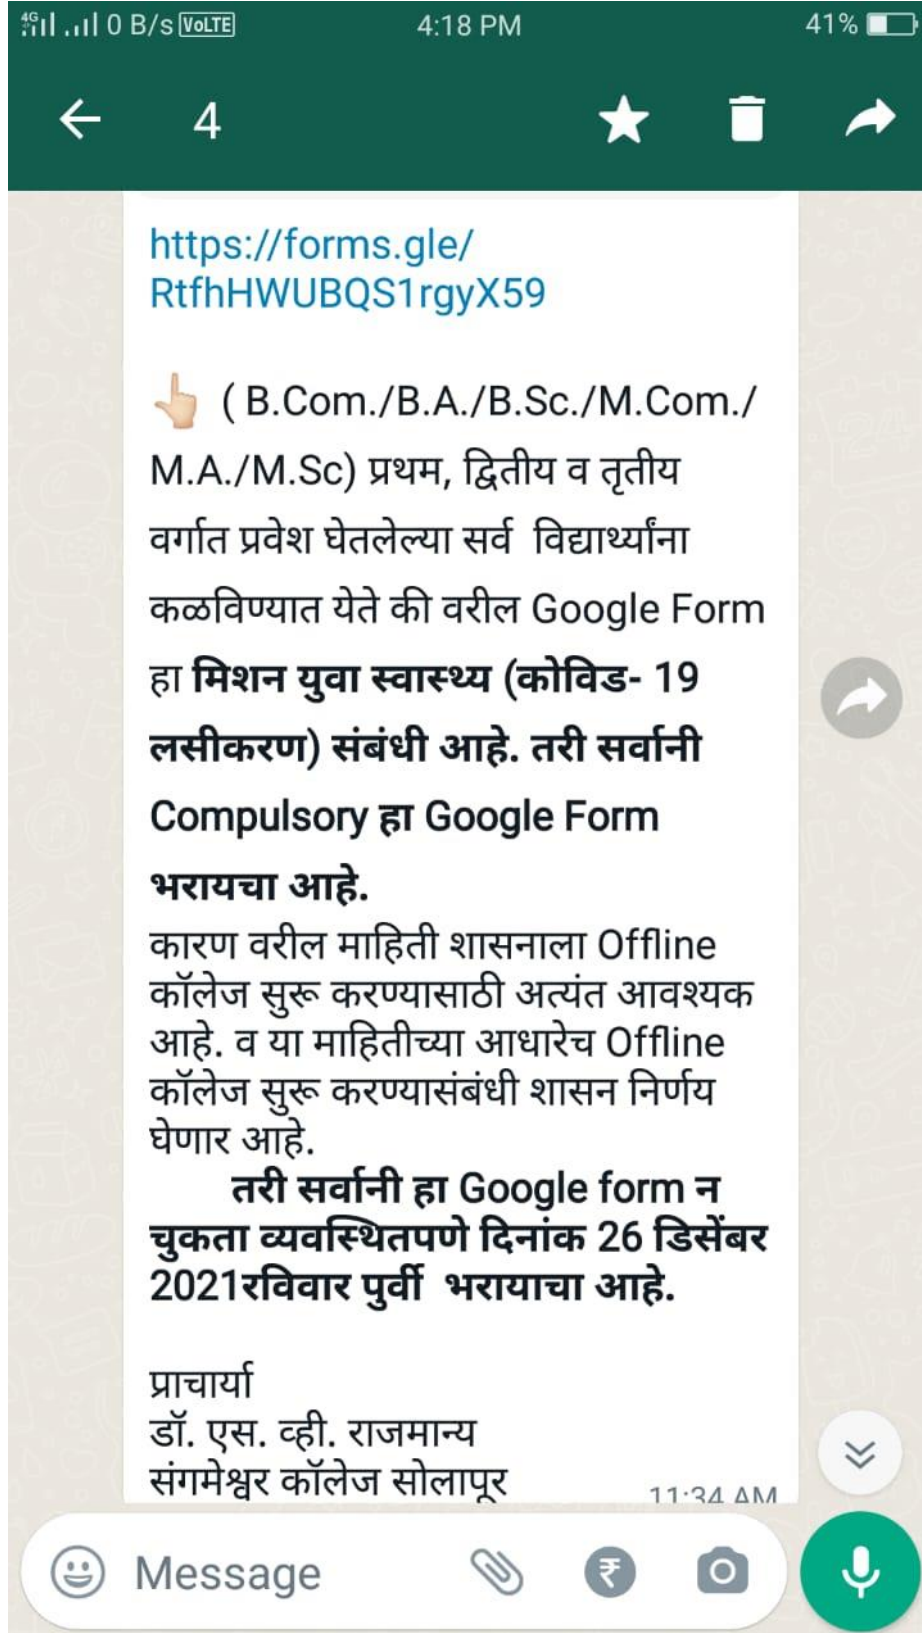 4G 0 B/s VoLTE 4:18 PM 41%
4
https://forms.gle/
RtfhHWUBQS1rgyX59
( B.Com./B.A./B.Sc./M.Com./
M.A./M.Sc) प्रथम, द्वितीय व तृतीय
वर्गात प्रवेश घेतलेल्या सर्व विद्यार्थ्यांना
कळविण्यात येते की वरील Google Form
हा मिशन युवा स्वास्थ्य (कोविड- 19
लसीकरण) संबंधी आहे. तरी सर्वानी
Compulsory हा Google Form
भरायचा आहे.
कारण वरील माहिती शासनाला Offline
कॉलेज सुरू करण्यासाठी अत्यंत आवश्यक
आहे. व या माहितीच्या आधारेच Offline
कॉलेज सुरू करण्यासंबंधी शासन निर्णय
घेणार आहे.
तरी सर्वानी हा Google form न
चुकता व्यवस्थितपणे दिनांक 26 डिसेंबर
2021रविवार पुर्वी भरायाचा आहे.
प्राचार्या
डॉ. एस. व्ही. राजमान्य
संगमेश्वर कॉलेज सोलापूर
11:34 AM
Message